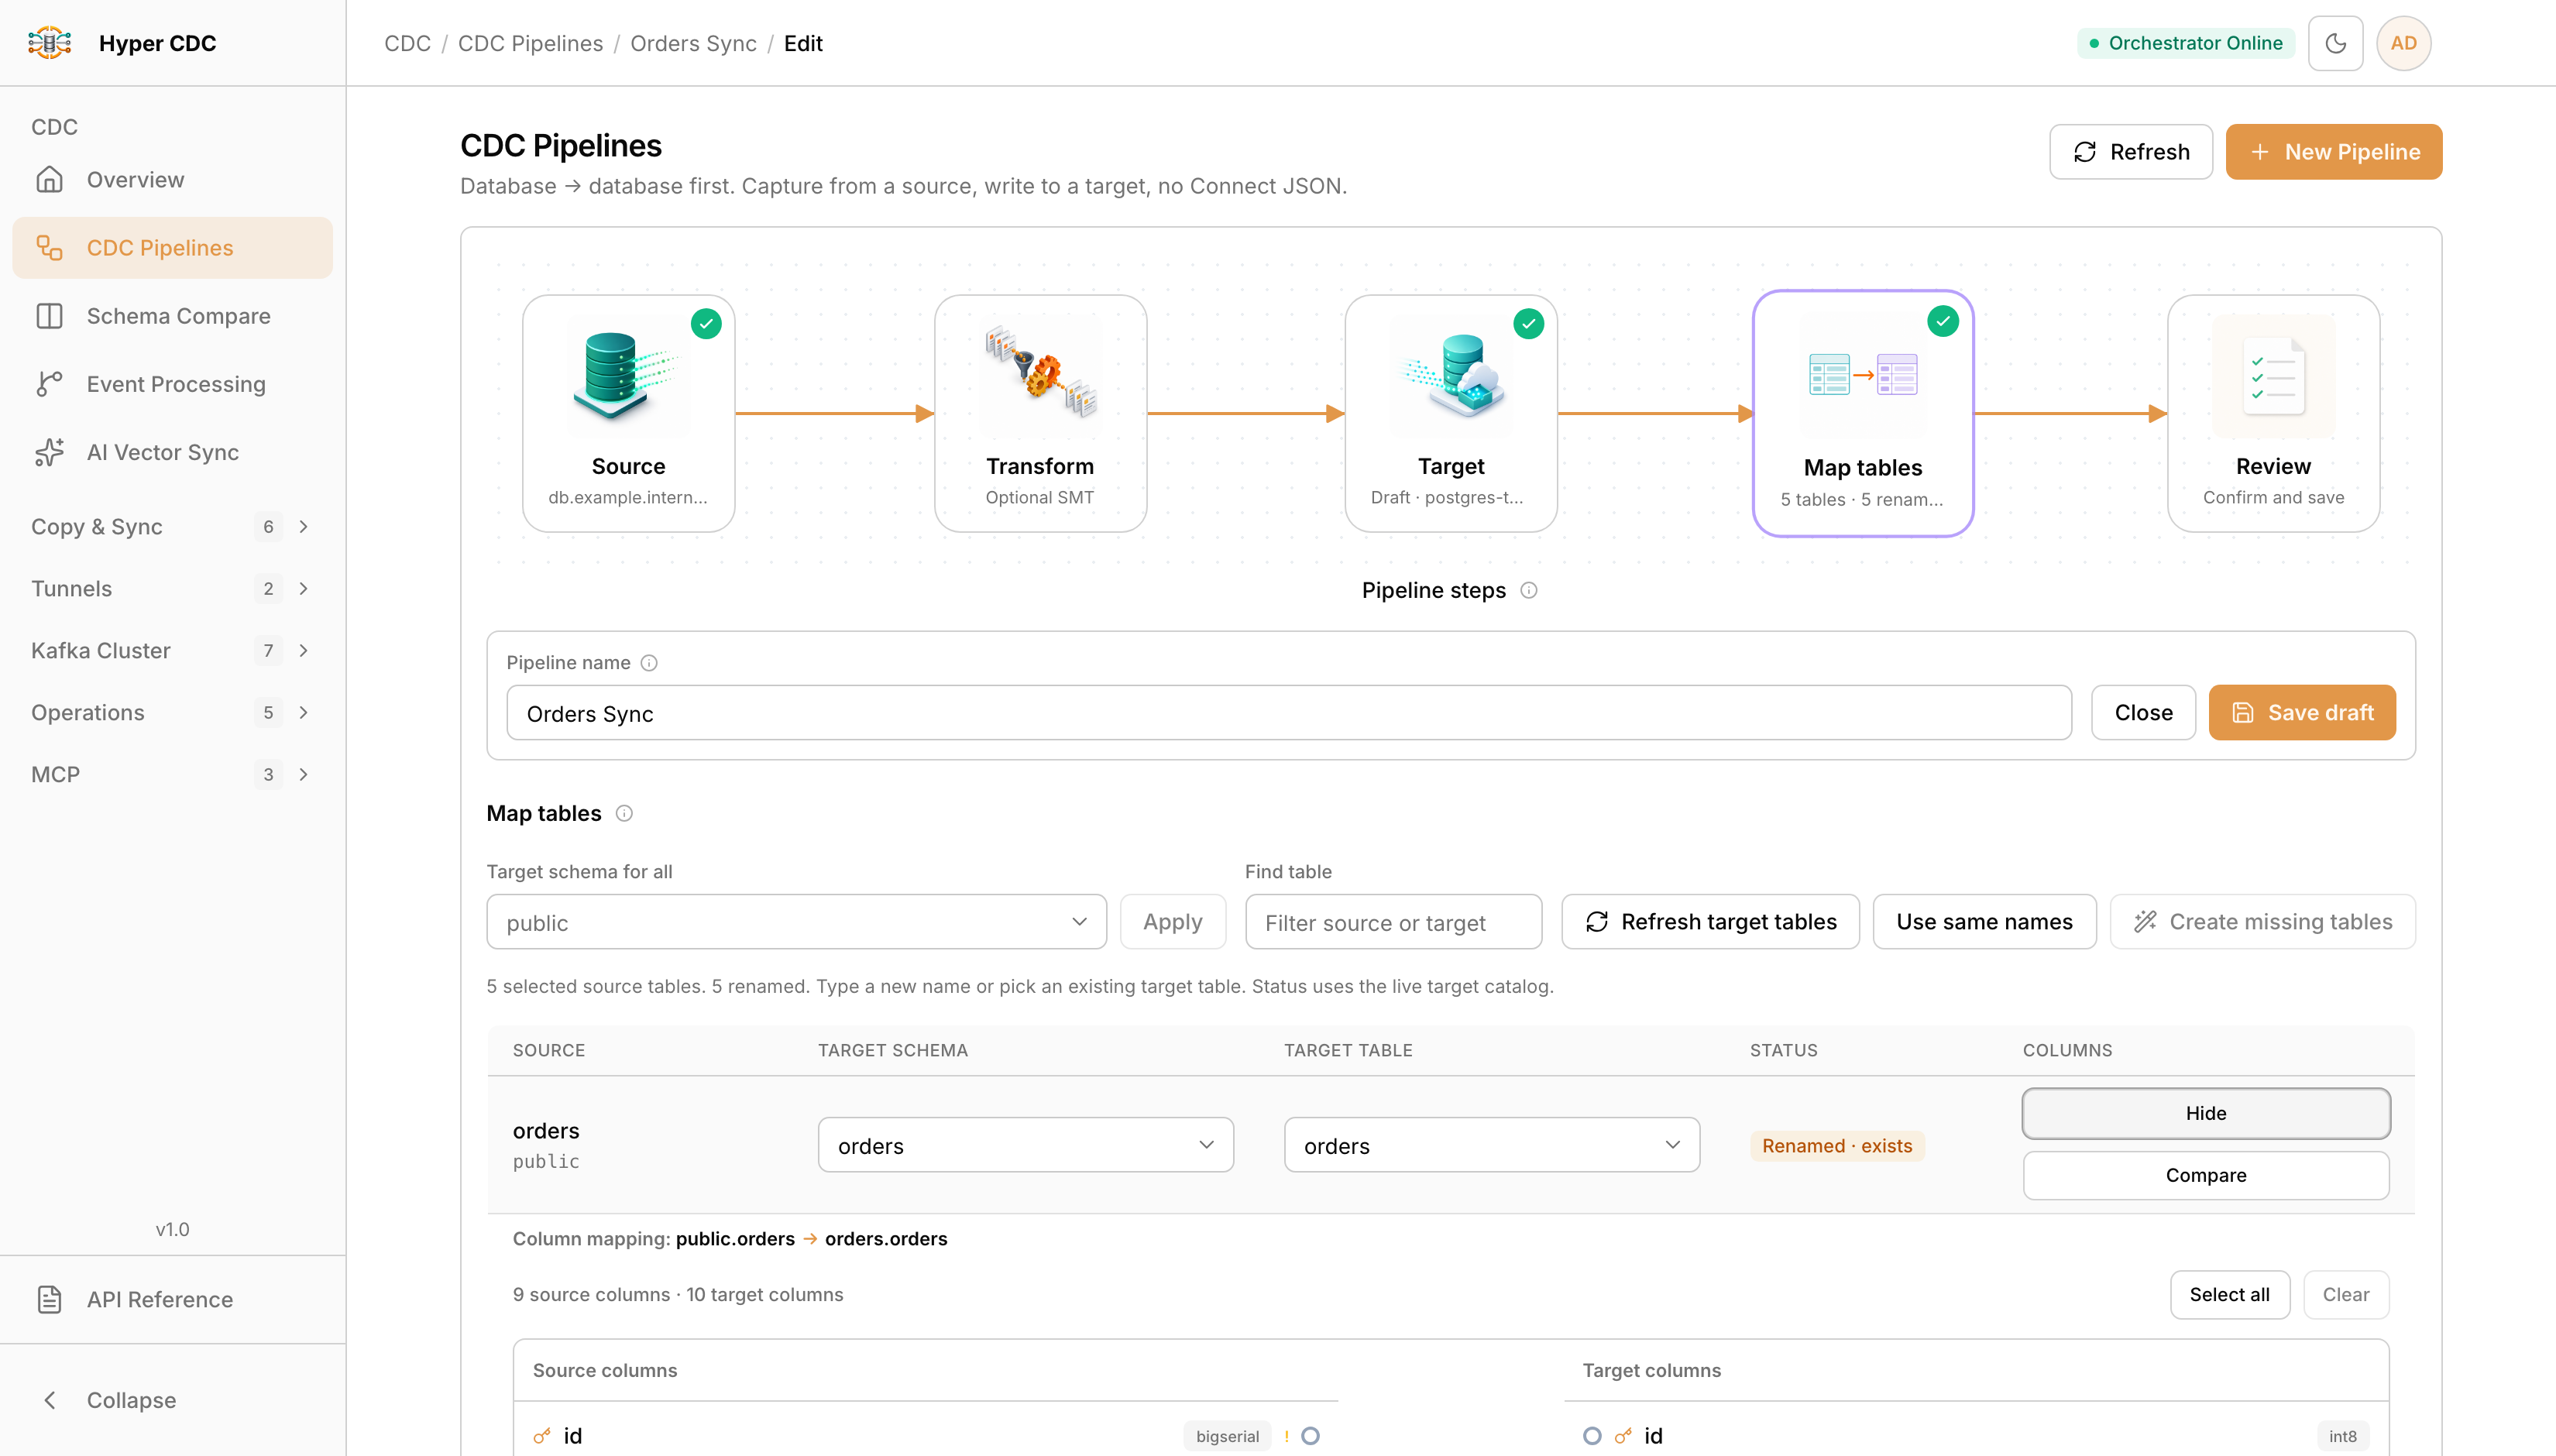 Hyper CDC
CDC / CDC Pipelines / Orders Sync / Edit
Orchestrator Online
AD
CDC
Overview
CDC Pipelines
Schema Compare
Event Processing
AI Vector Sync
Copy & Sync 6
Tunnels 2
Kafka Cluster 7
Operations 5
MCP 3
v1.0
API Reference
Collapse
CDC Pipelines
Database → database first. Capture from a source, write to a target, no Connect JSON.
Refresh
+ New Pipeline
Source
db.example.intern...
Transform
Optional SMT
Target
Draft · postgres-t...
Map tables
5 tables · 5 renam...
Review
Confirm and save
Pipeline steps
Pipeline name
Orders Sync
Close
Save draft
Map tables
Target schema for all
public
Apply
Find table
Filter source or target
Refresh target tables
Use same names
Create missing tables
5 selected source tables. 5 renamed. Type a new name or pick an existing target table. Status uses the live target catalog.
SOURCE TARGET SCHEMA TARGET TABLE STATUS COLUMNS
orders
public
orders
orders
Renamed · exists
Hide
Compare
Column mapping: public.orders → orders.orders
9 source columns · 10 target columns
Select all
Clear
Source columns
Target columns
id bigserial !
id int8